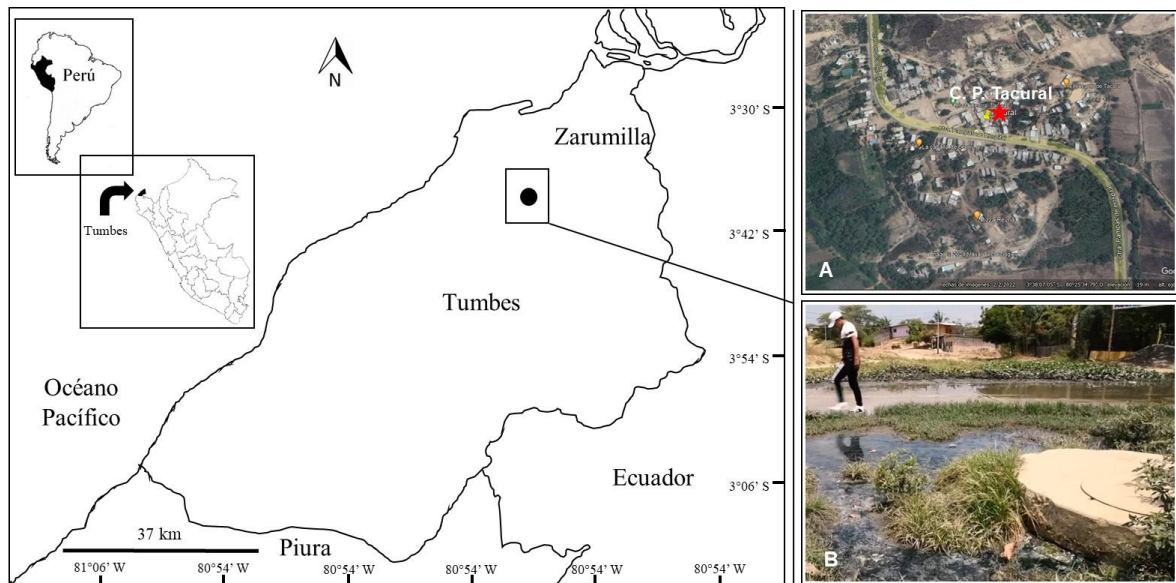 Perú
Tumbes
N
Zarumilla
Tumbes
Océano
Pacífico
Ecuador
Piura
37 km
3°30’ S
3°42’ S
3°54’ S
3°06’ S
81°06’ W
80°54’ W
80°54’ W
80°54’ W
80°54’ W
80°54’ W
C. P. Tacural
A
B